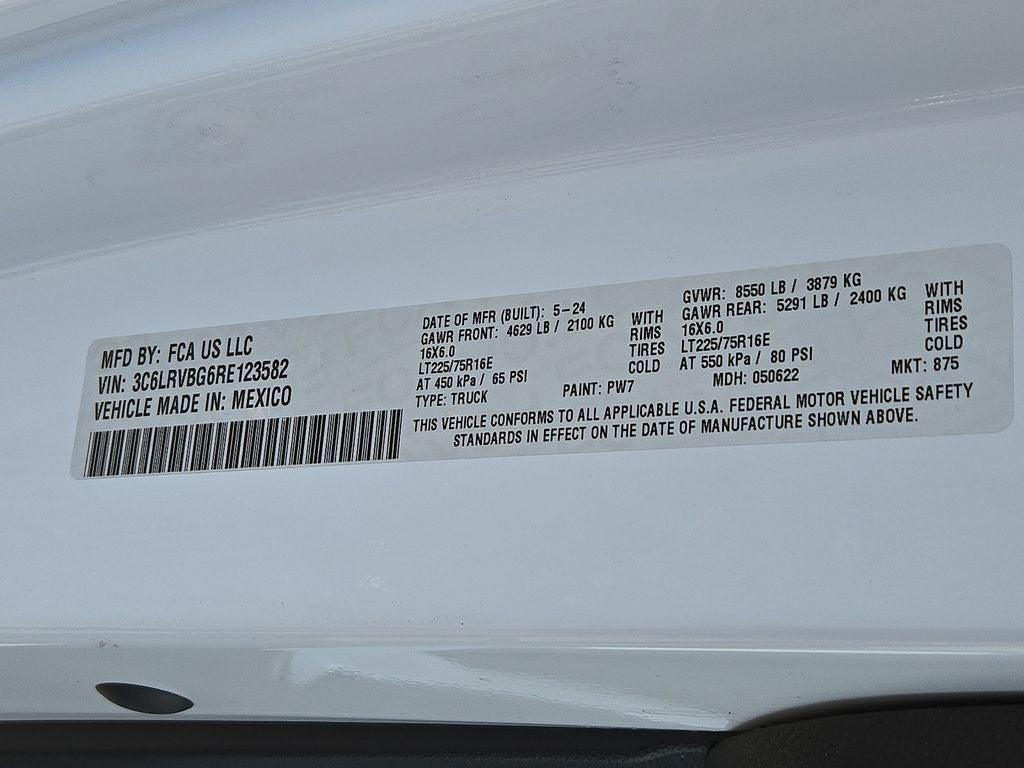 MFD BY: FCA US LLC
VIN: 3C6LRVBG6RE123582
VEHICLE MADE IN: MEXICO
DATE OF MFR (BUILT): 5-24
GAWR FRONT: 4629 LB / 2100 KG WITH
16X6.0 RIMS
LT225/75R16E TIRES
AT 450 kPa / 65 PSI COLD
TYPE: TRUCK
GVWR: 8550 LB / 3879 KG
GAWR REAR: 5291 LB / 2400 KG WITH
16X6.0 RIMS
LT225/75R16E TIRES
AT 550 kPa / 80 PSI COLD
PAINT: PW7 MDH: 050622 MKT: 875
THIS VEHICLE CONFORMS TO ALL APPLICABLE U.S.A. FEDERAL MOTOR VEHICLE SAFETY
STANDARDS IN EFFECT ON THE DATE OF MANUFACTURE SHOWN ABOVE.